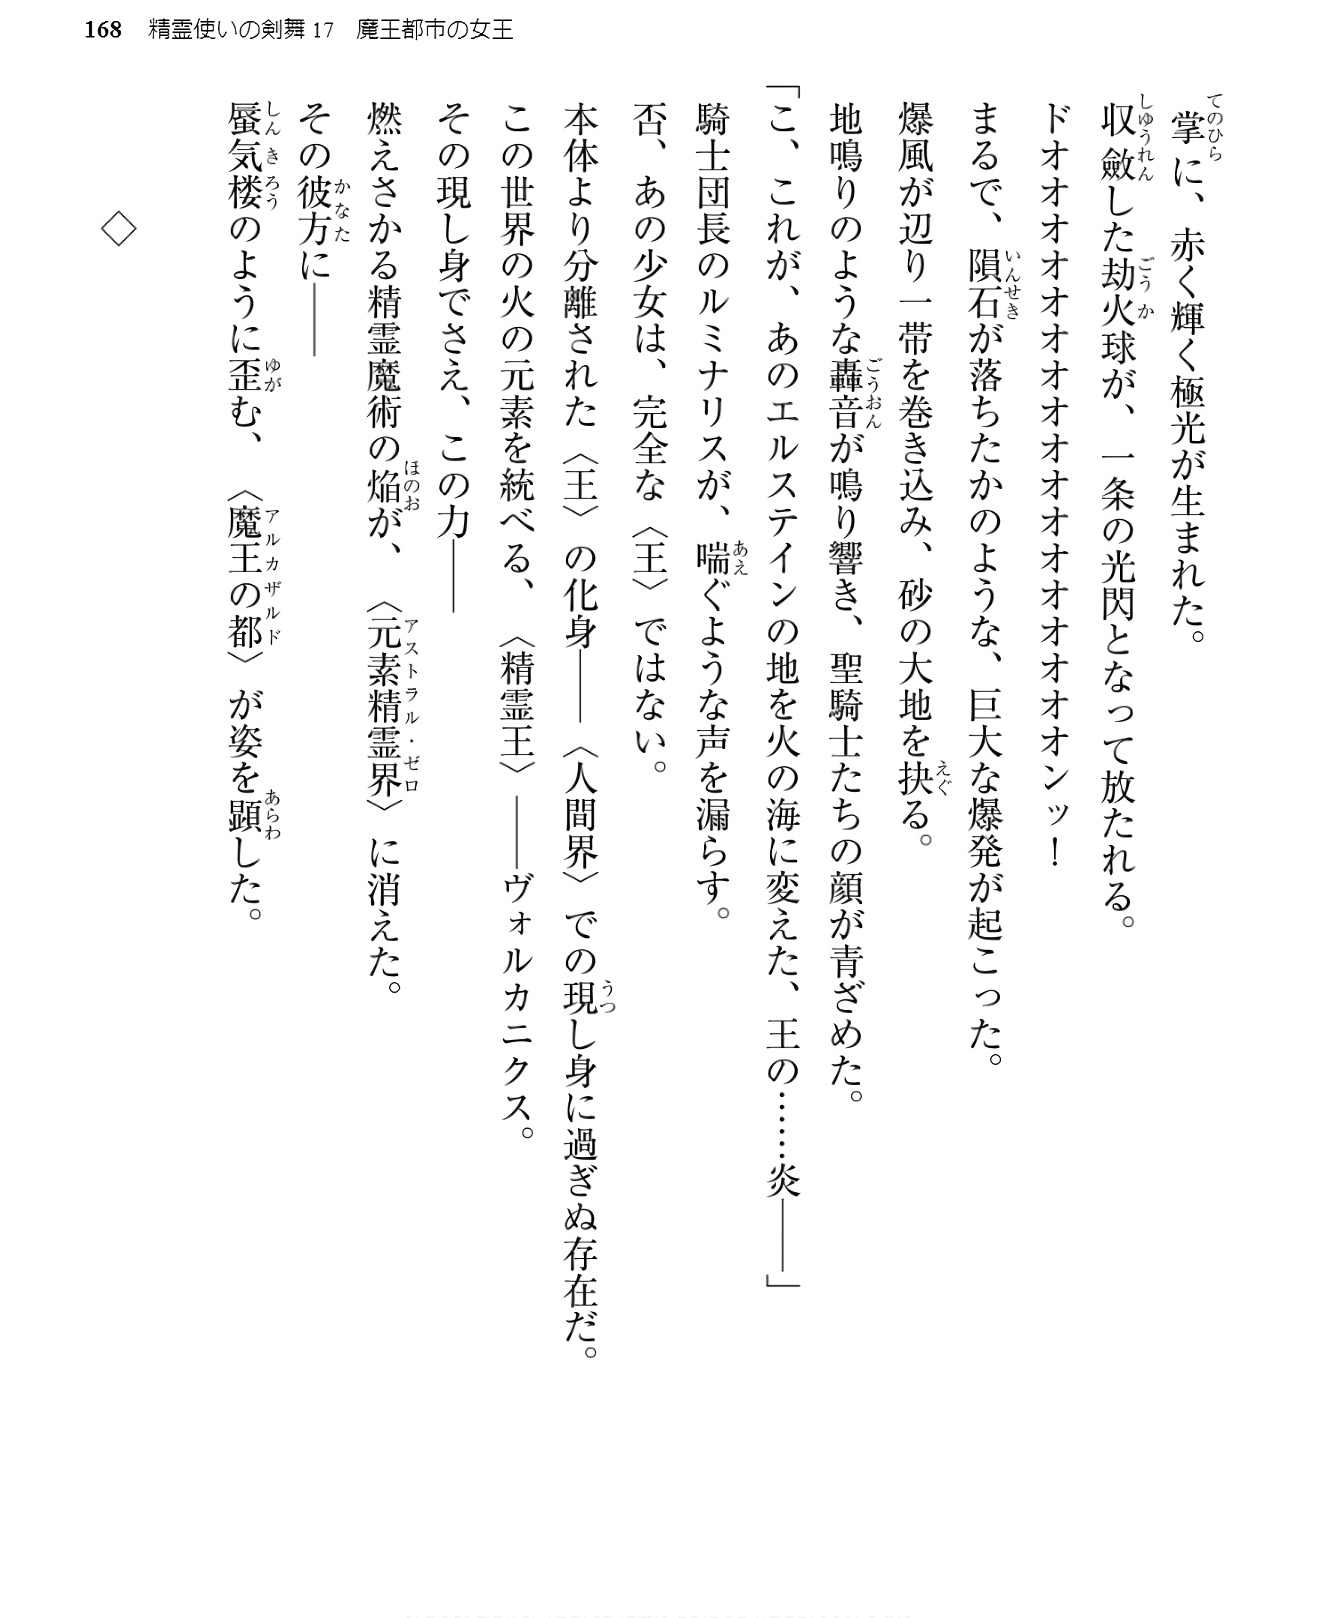 168 精霊使いの剣舞17 魔王都市の女王
掌に、赤く輝く極光が生まれた。
収斂した劫火球が、一条の光閃となって放たれる。
ドオオオオオオオオオオオオオオオオオンッ！
まるで、隕石が落ちたかのような、巨大な爆発が起こった。
爆風が辺り一帯を巻き込み、砂の大地を抉る。
地鳴りのような轟音が鳴り響き、聖騎士たちの顔が青ざめた。
「こ、これが、あのエルステインの地を火の海に変えた、王の……炎――」
騎士団長のルミナリスが、喘ぐような声を漏らす。
否、あの少女は、完全な〈王〉ではない。
本体より分離された〈王〉の化身――〈人間界〉での現し身に過ぎぬ存在だ。
この世界の火の元素を統べる、〈精霊王〉――ヴォルカニクス。
その現し身でさえ、この力――
燃えさかる精霊魔術の焔が、〈元素精霊界〉に消えた。
その彼方に――
蜃気楼のように歪む、〈魔王の都〉が姿を顕した。
◇